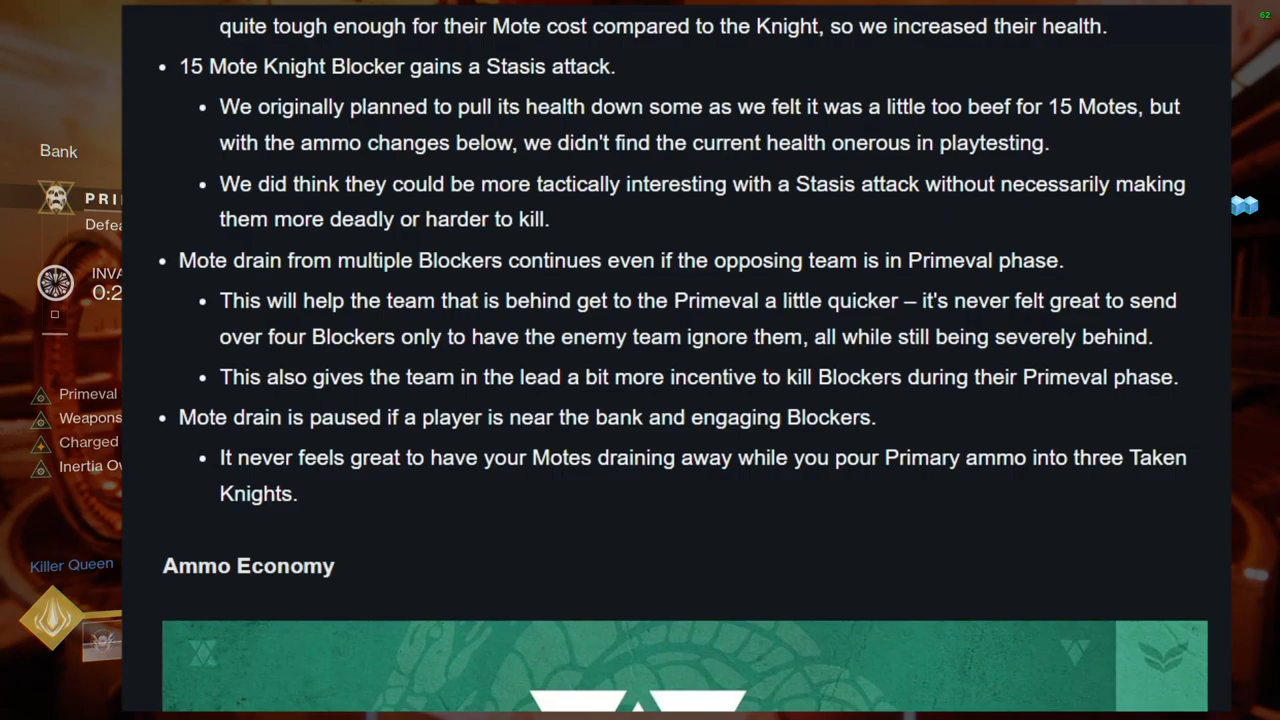 62
quite tough enough for their Mote cost compared to the Knight, so we increased their health.
15 Mote Knight Blocker gains a Stasis attack.
We originally planned to pull its health down some as we felt it was a little too beef for 15 Motes, but
with the ammo changes below, we didn't find the current health onerous in playtesting.
We did think they could be more tactically interesting with a Stasis attack without necessarily making
them more deadly or harder to kill.
Mote drain from multiple Blockers continues even if the opposing team is in Primeval phase.
This will help the team that is behind get to the Primeval a little quicker – it's never felt great to send
over four Blockers only to have the enemy team ignore them, all while still being severely behind.
This also gives the team in the lead a bit more incentive to kill Blockers during their Primeval phase.
Mote drain is paused if a player is near the bank and engaging Blockers.
It never feels great to have your Motes draining away while you pour Primary ammo into three Taken
Knights.
Ammo Economy
Bank
PRI
Defea
INVA
0:2
Primeval
Weapons
Charged
Inertia Ov
Killer Queen